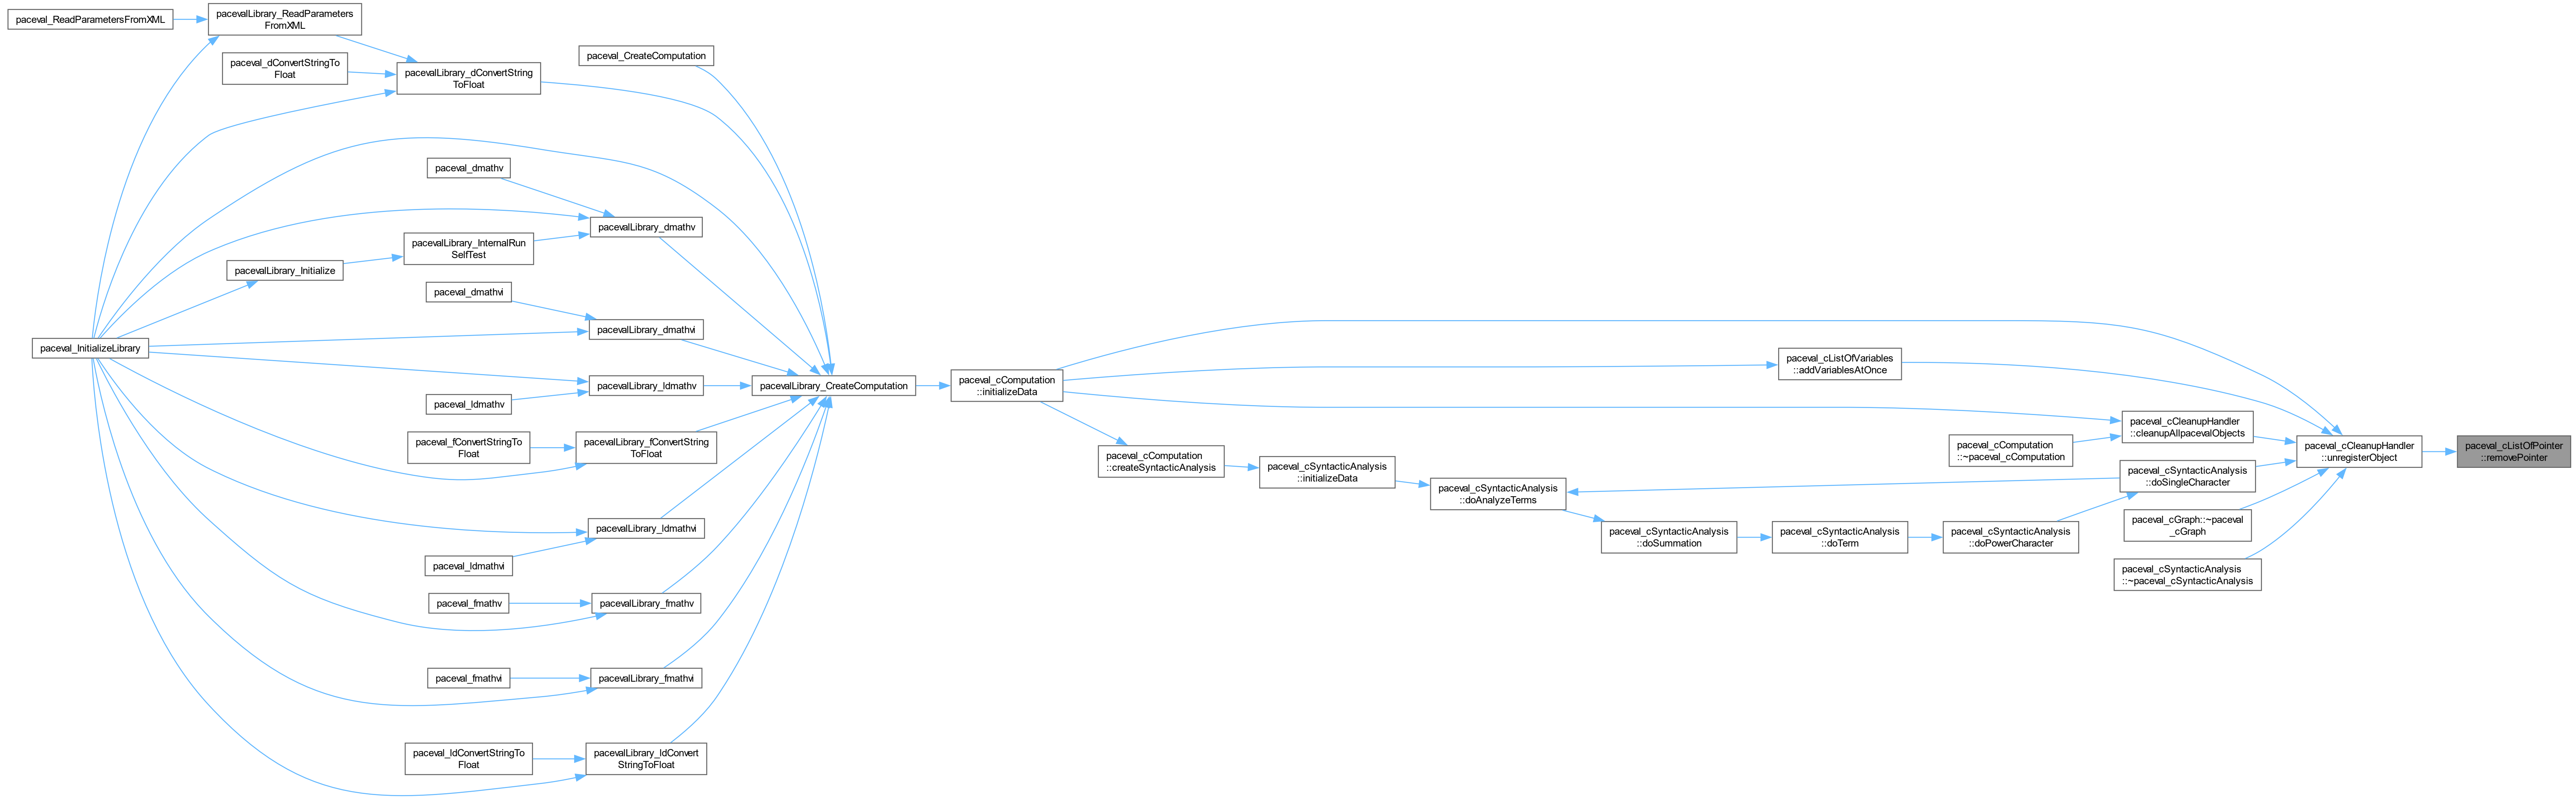 paceval_ReadParametersFromXML
pacevalLibrary_ReadParameters
FromXML
paceval_dConvertStringTo
Float
pacevalLibrary_dConvertString
ToFloat
paceval_CreateComputation
paceval_dmathv
pacevalLibrary_dmathv
pacevalLibrary_InternalRun
SelfTest
pacevalLibrary_Initialize
paceval_dmathvi
pacevalLibrary_dmathvi
paceval_InitializeLibrary
pacevalLibrary_ldmathv
paceval_ldmathv
pacevalLibrary_CreateComputation
paceval_fConvertStringTo
Float
pacevalLibrary_fConvertString
ToFloat
pacevalLibrary_ldmathvi
paceval_ldmathvi
paceval_fmathv
pacevalLibrary_fmathv
paceval_fmathvi
pacevalLibrary_fmathvi
paceval_ldConvertStringTo
Float
pacevalLibrary_ldConvert
StringToFloat
paceval_cComputation
::initializeData
paceval_cComputation
::createSyntacticAnalysis
paceval_cSyntacticAnalysis
::initializeData
paceval_cSyntacticAnalysis
::doAnalyzeTerms
paceval_cSyntacticAnalysis
::doSummation
paceval_cSyntacticAnalysis
::doTerm
paceval_cSyntacticAnalysis
::doPowerCharacter
paceval_cListOfVariables
::addVariablesAtOnce
paceval_cCleanupHandler
::cleanupAllpacevalObjects
paceval_cComputation
::~paceval_cComputation
paceval_cSyntacticAnalysis
::doSingleCharacter
paceval_cGraph::~paceval
_cGraph
paceval_cSyntacticAnalysis
::~paceval_cSyntacticAnalysis
paceval_cCleanupHandler
::unregisterObject
paceval_cListOfPointer
::removePointer